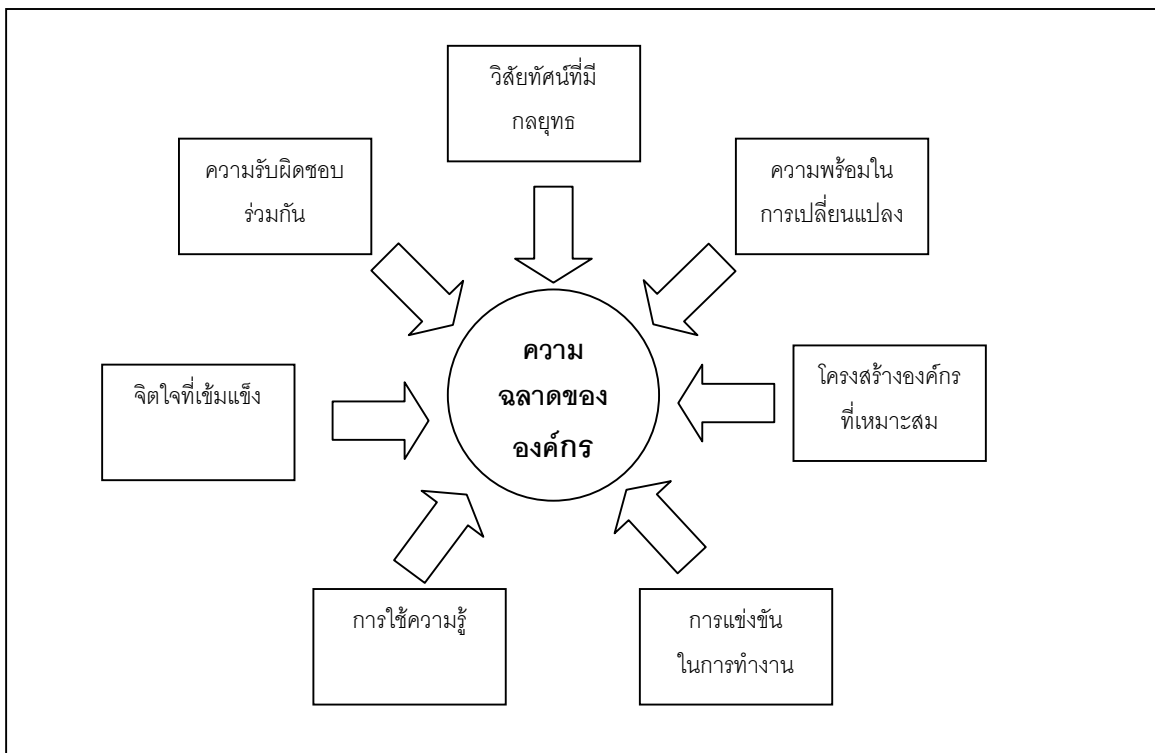 วิสัยทัศน์ที่มี
กลยุทธ
ความรับผิดชอบ
ร่วมกัน
ความพร้อมใน
การเปลี่ยนแปลง
ความ
ฉลาดของ
องค์กร
จิตใจที่เข้มแข็ง
โครงสร้างองค์กร
ที่เหมาะสม
การใช้ความรู้
การแข่งขัน
ในการทำงาน